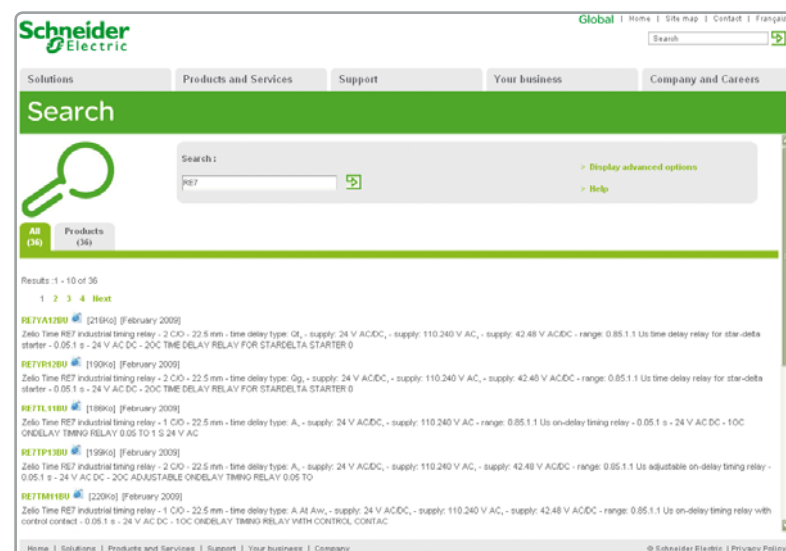 Schneider
Electric
Global | Home | Site map | Contact | Françai
Search
Solutions
Products and Services
Support
Your business
Company and Careers
Search
Search :
RE7
> Display advanced options
> Help
All
(36)
Products
(36)
Results :1 - 10 of 36
1 2 3 4 Next
RE7YA12BU [216Ko] [February 2009]
Zelio Time RE7 industrial timing relay - 2 C/O - 22.5 mm - time delay type: Qt, - supply: 24 V AC/DC, - supply: 110.240 V AC, - supply: 42.48 V AC/DC - range: 0.85.1.1 Us time delay relay for star-delta
starter - 0.05.1 s - 24 V AC DC - 2OC TIME DELAY RELAY FOR STARDELTA STARTER 0
RE7YR12BU [190Ko] [February 2009]
Zelio Time RE7 industrial timing relay - 2 C/O - 22.5 mm - time delay type: Qg, - supply: 24 V AC/DC, - supply: 110.240 V AC, - supply: 42.48 V AC/DC - range: 0.85.1.1 Us time delay relay for star-delta
starter - 0.05.1 s - 24 V AC DC - 2OC TIME DELAY RELAY FOR STARDELTA STARTER 0
RE7TL11BU [186Ko] [February 2009]
Zelio Time RE7 industrial timing relay - 1 C/O - 22.5 mm - time delay type: A, - supply: 24 V AC/DC, - supply: 110.240 V AC - range: 0.85.1.1 Us on-delay timing relay - 0.05.1 s - 24 V AC DC - 1OC
ONDELAY TIMING RELAY 0.05 TO 1 S 24 V AC
RE7TP13BU [199Ko] [February 2009]
Zelio Time RE7 industrial timing relay - 2 C/O - 22.5 mm - time delay type: A, - supply: 24 V AC/DC, - supply: 110.240 V AC, - supply: 42.48 V AC/DC - range: 0.85.1.1 Us adjustable on-delay timing relay -
0.05.1 s - 24 V AC DC - 2OC ADJUSTABLE ONDELAY TIMING RELAY 0.05 TO
RE7TM11BU [220Ko] [February 2009]
Zelio Time RE7 industrial timing relay - 1 C/O - 22.5 mm - time delay type: A At Aw, - supply: 24 V AC/DC, - supply: 110.240 V AC, - supply: 42.48 V AC/DC - range: 0.85.1.1 Us on-delay timing relay with
control contact - 0.05.1 s - 24 V AC DC - 1OC ONDELAY TIMING RELAY WITH CONTROL CONTAC
Home | Solutions | Products and Services | Support | Your business | Company
© Schneider Electric | Privacy Policy